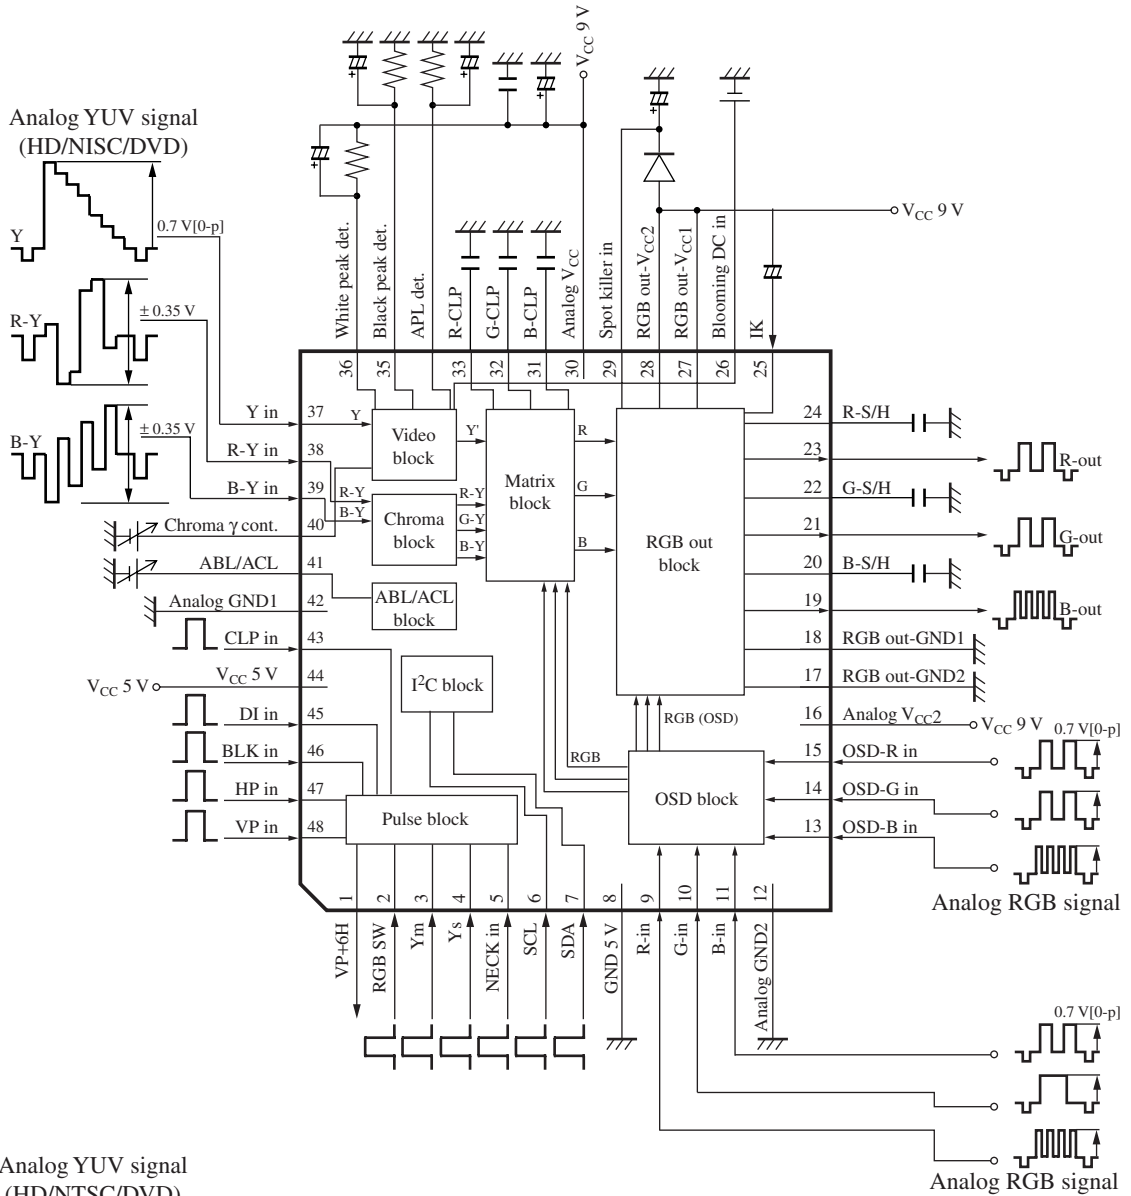 V_CC 9 V
Analog YUV signal
(HD/NISC/DVD)
Y
0.7 V[0-p]
R-Y
± 0.35 V
B-Y
± 0.35 V
V_CC 9 V
White peak det.
Black peak det.
APL det.
R-CLP
G-CLP
B-CLP
Analog V_CC
Spot killer in
RGB out-V_CC2
RGB out-V_CC1
Blooming DC in
IK
36
35
34
33
32
31
30
29
28
27
26
25
Y in
37
R-Y in
38
B-Y in
39
Chroma γ cont.
40
ABL/ACL
41
Analog GND1
42
CLP in
43
V_CC 5 V
V_CC 5 V
44
DI in
45
BLK in
46
HP in
47
VP in
48
Y
Video
block
Y'
R-Y
B-Y
Chroma
block
R-Y
G-Y
B-Y
Matrix
block
R
G
B
RGB out
block
ABL/ACL
block
I²C block
RGB (OSD)
RGB
OSD block
Pulse block
24
R-S/H
23
R-out
22
G-S/H
21
G-out
20
B-S/H
19
B-out
18
RGB out-GND1
17
RGB out-GND2
16
Analog V_CC2
V_CC 9 V
0.7 V[0-p]
15
OSD-R in
14
OSD-G in
13
OSD-B in
Analog RGB signal
1
2
3
4
5
6
7
8
9
10
11
12
VP+6H
RGB SW
Ym
Ys
NECK in
SCL
SDA
GND 5 V
R-in
G-in
B-in
Analog GND2
0.7 V[0-p]
Analog RGB signal
Analog YUV signal
(HD/NTSC/DVD)